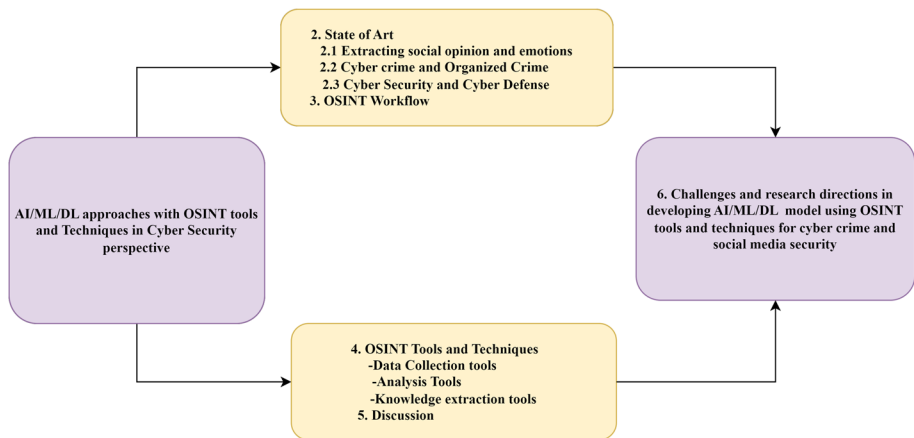 2. State of Art
2.1 Extracting social opinion and emotions
2.2 Cyber crime and Organized Crime
2.3 Cyber Security and Cyber Defense
3. OSINT Workflow
AI/ML/DL approaches with OSINT tools
and Techniques in Cyber Security
perspective
6. Challenges and research directions in
developing AI/ML/DL model using OSINT
tools and techniques for cyber crime and
social media security
4. OSINT Tools and Techniques
-Data Collection tools
-Analysis Tools
-Knowledge extraction tools
5. Discussion